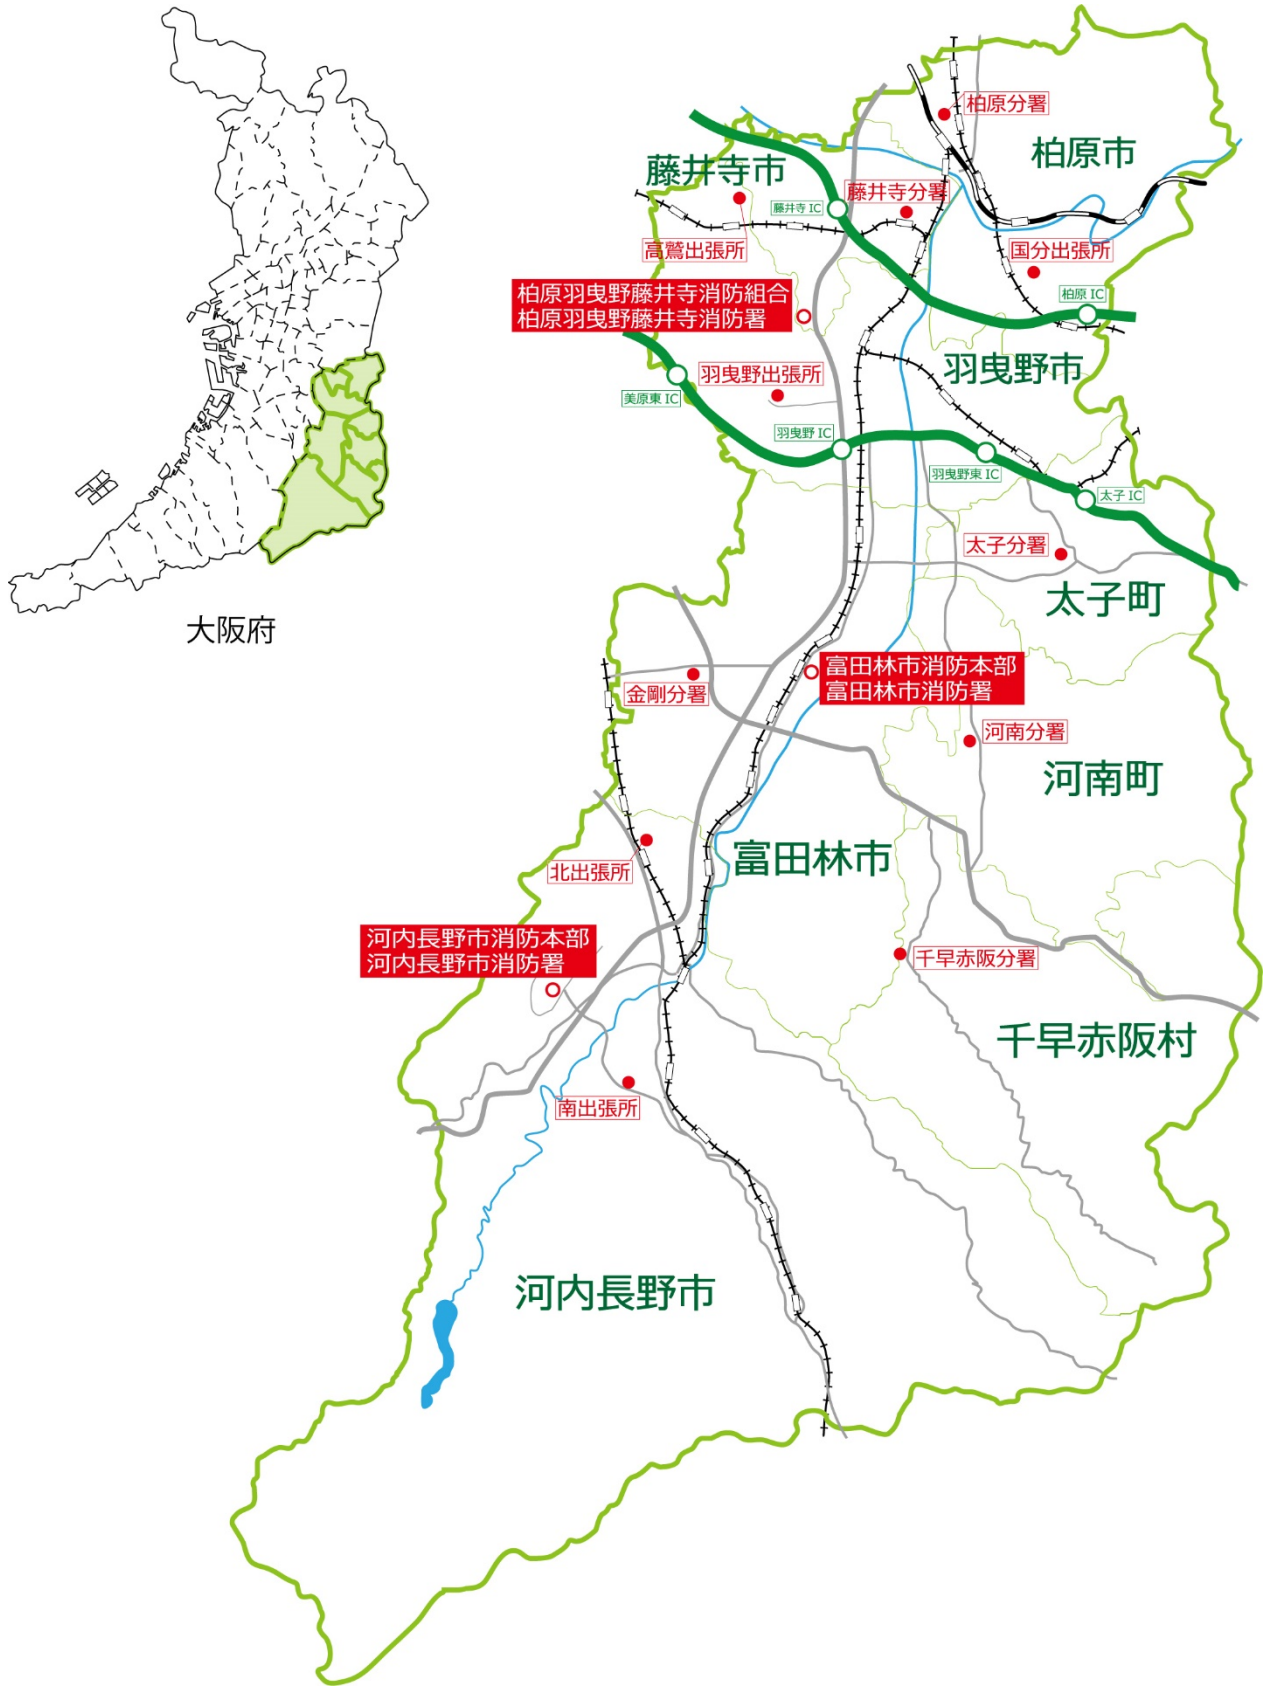 柏原分署
柏原市
藤井寺市
藤井寺分署
藤井寺 IC
高鷲出張所
国分出張所
柏原羽曳野藤井寺消防組合
柏原羽曳野藤井寺消防署
柏原 IC
羽曳野市
羽曳野出張所
美原東 IC
羽曳野 IC
羽曳野東 IC
太子 IC
太子分署
太子町
大阪府
富田林市消防本部
富田林市消防署
金剛分署
河南分署
河南町
富田林市
北出張所
河内長野市消防本部
河内長野市消防署
千早赤阪分署
千早赤阪村
南出張所
河内長野市